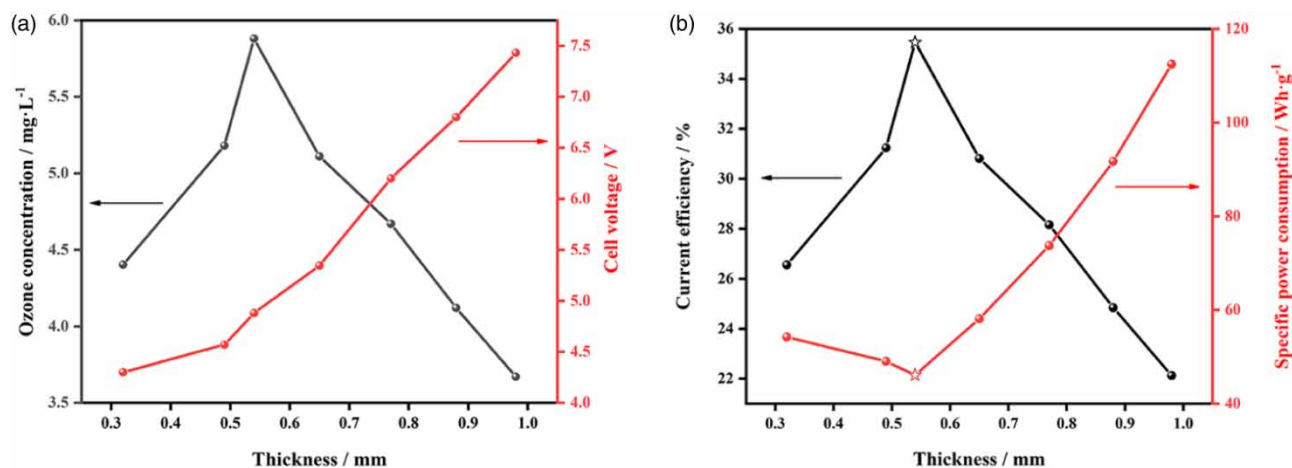 (a)
6.0
5.5
5.0
4.5
4.0
3.5
Ozone concentration / mg·L⁻¹
7.5
7.0
6.5
6.0
5.5
5.0
4.5
4.0
Cell voltage / V
0.3 0.4 0.5 0.6 0.7 0.8 0.9 1.0
Thickness / mm
(b)
36
34
32
30
28
26
24
22
Current efficiency / %
120
100
80
60
40
Specific power consumption / Wh·g⁻¹
0.3 0.4 0.5 0.6 0.7 0.8 0.9 1.0
Thickness / mm